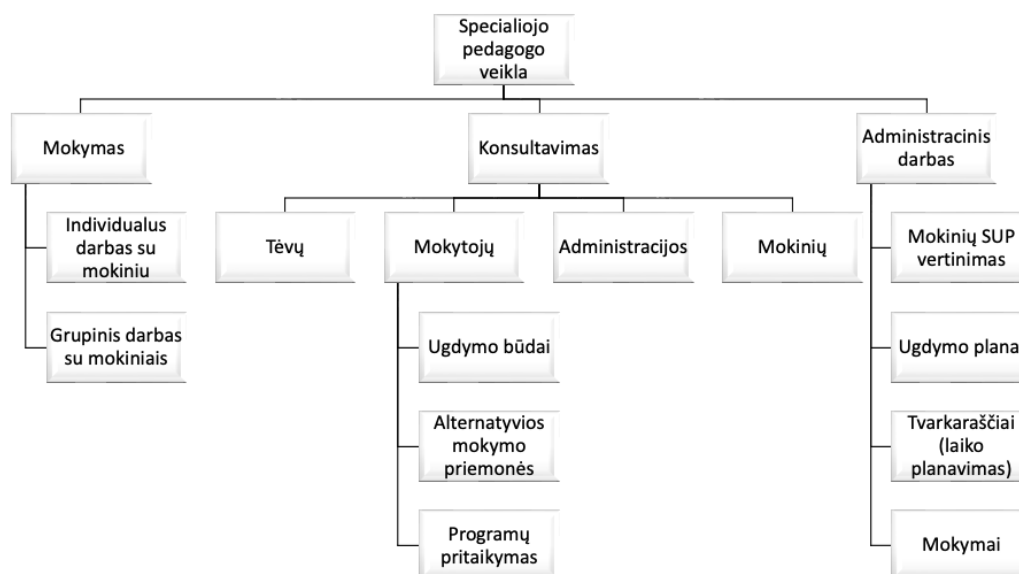 Specialiojo
pedagogo
veikla
Mokymas
Konsultavimas
Administracinis
darbas
Individualus
darbas su
mokiniu
Grupinis darbas
su mokiniais
Tėvų
Mokytojų
Administracijos
Mokinių
Ugdymo būdai
Alternatyvios
mokymo
priemonės
Programų
pritaikymas
Mokinių SUP
vertinimas
Ugdymo plana
Tvarkaraščiai
(laiko
planavimas)
Mokymai